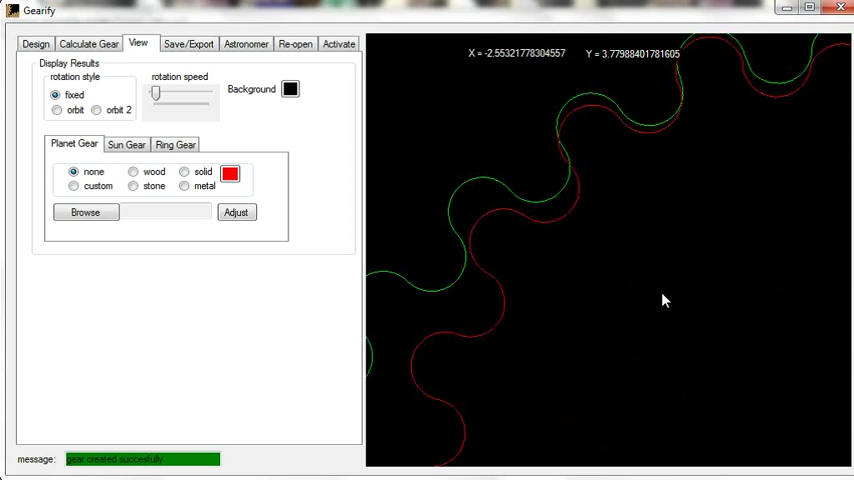 Gearify
Design Calculate Gear View Save/Export Astronomer Re-open Activate
Display Results
rotation style
rotation speed
fixed
orbit orbit 2
Background
X = -2.55321778304557 Y = 3.77988401781605
Planet Gear Sun Gear Ring Gear
none wood solid
custom stone metal
Browse Adjust
message: gear created succesfully